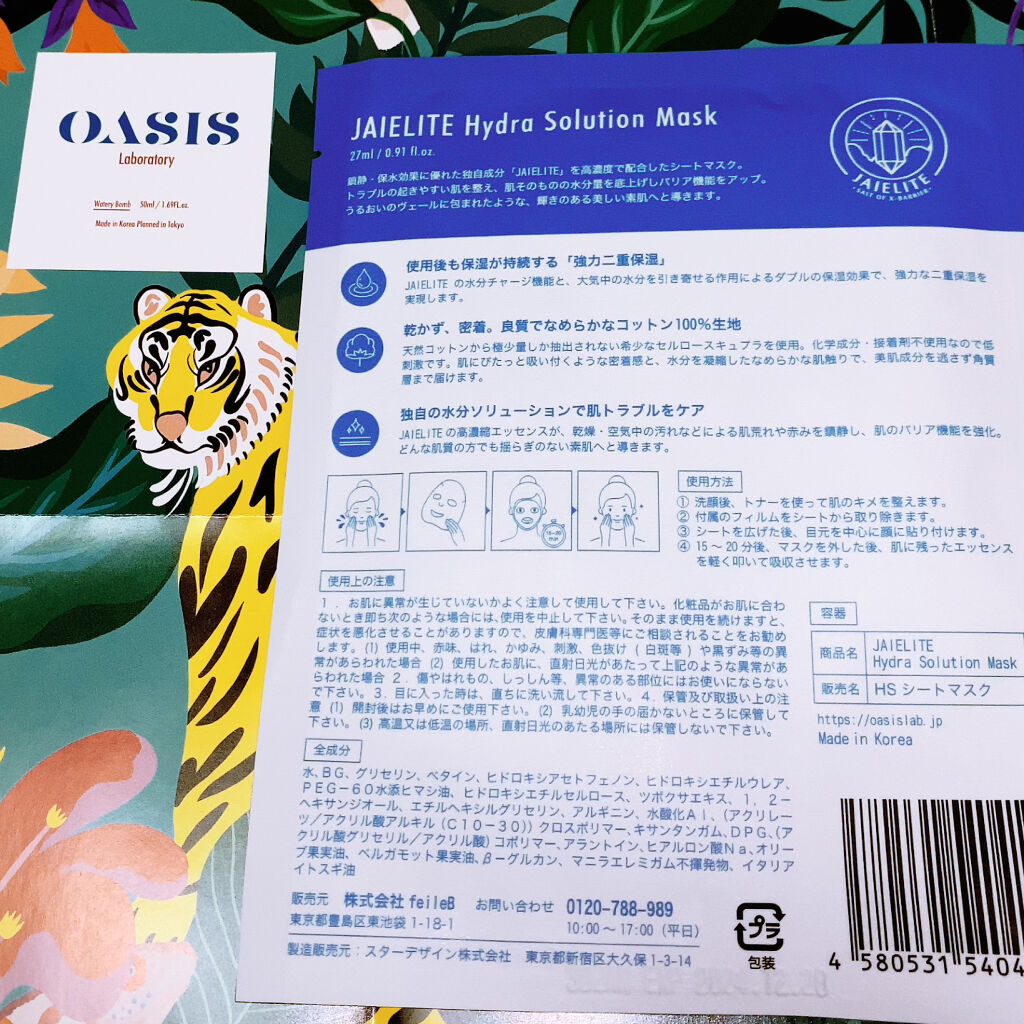 OASIS
Laboratory
Watery Bomb 50ml / 1.69FL.oz.
Made in Korea Planned in Tokyo
JAIELITE Hydra Solution Mask
27ml / 0.91 fl.oz.
鎮静・保水効果に優れた独自成分「JAIELITE」を高濃度で配合したシートマスク。
トラブルの起きやすい肌を整え、肌そのものの水分量を底上げしバリア機能をアップ。
うるおいのヴェールに包まれたような、輝きのある美しい素肌へと導きます。
JAIELITE
SALT OF X-BARRIER
使用後も保湿が持続する「強力二重保湿」
JAIELITE の水分チャージ機能と、大気中の水分を引き寄せる作用によるダブルの保湿効果で、強力な二重保湿を
実現します。
乾かず、密着。良質でなめらかなコットン100%生地
天然コットンから極少量しか抽出されない希少なセルロースキュプラを使用。化学成分・接着剤不使用なので低
刺激です。肌にぴたっと吸い付くような密着感と、水分を凝縮したなめらかな肌触りで、美肌成分を逃さず角質
層まで届けます。
独自の水分ソリューションで肌トラブルをケア
JAIELITEの高濃縮エッセンスが、乾燥・空気中の汚れなどによる肌荒れや赤みを鎮静し、肌のバリア機能を強化。
どんな肌質の方でも揺らぎのない素肌へと導きます。
15~20
min
使用方法
① 洗顔後、トナーを使って肌のキメを整えます。
② 付属のフィルムをシートから取り除きます。
③ シートを広げた後、目元を中心に顔に貼り付けます。
④ 15～20分後、マスクを外した後、肌に残ったエッセンス
を軽く叩いて吸収させます。
使用上の注意
1. お肌に異常が生じていないかよく注意して使用して下さい。化粧品がお肌に合わ
ないとき即ち次のような場合には、使用を中止して下さい。そのまま使用を続けますと、
症状を悪化させることがありますので、皮膚科専門医等にご相談されることをお勧め
します。(1) 使用中、赤味、はれ、かゆみ、刺激、色抜け ( 白斑等 ) や黒ずみ等の異
常があらわれた場合 (2) 使用したお肌に、直射日光があたって上記のような異常があ
らわれた場合 2. 傷やはれもの、しっしん等、異常のある部位にはお使いにならない
で下さい。3. 目に入った時は、直ちに洗い流して下さい。4. 保管及び取扱い上の注
意 (1) 開封後はお早めにご使用下さい。(2) 乳幼児の手の届かないところに保管して
下さい。(3) 高温又は低温の場所、直射日光のあたる場所には保管しないで下さい。
容器
商品名 JAIELITE
Hydra Solution Mask
販売名 HS シートマスク
https://oasislab.jp
Made in Korea
全成分
水、BG、グリセリン、ベタイン、ヒドロキシアセトフェノン、ヒドロキシエチルウレア、
PEG-60水添ヒマシ油、ヒドロキシエチルセルロース、ツボクサエキス、1,2-
ヘキサンジオール、エチルヘキシルグリセリン、アルギニン、水酸化Al、(アクリレー
ツ/アクリル酸アルキル(C10-30))クロスポリマー、キサンタンガム、DPG、(ア
クリル酸グリセリル/アクリル酸)コポリマー、アラントイン、ヒアルロン酸Na、オリー
ブ果実油、ベルガモット果実油、β-グルカン、マニラエレミガム不揮発物、イタリア
イトスギ油
販売元 株式会社 feileB お問い合わせ 0120-788-989
東京都豊島区東池袋 1-18-1 10:00 ～ 17:00 (平日)
製造販売元：スターデザイン株式会社 東京都新宿区大久保 1-3-14
プラ
包装
4 580531 5404